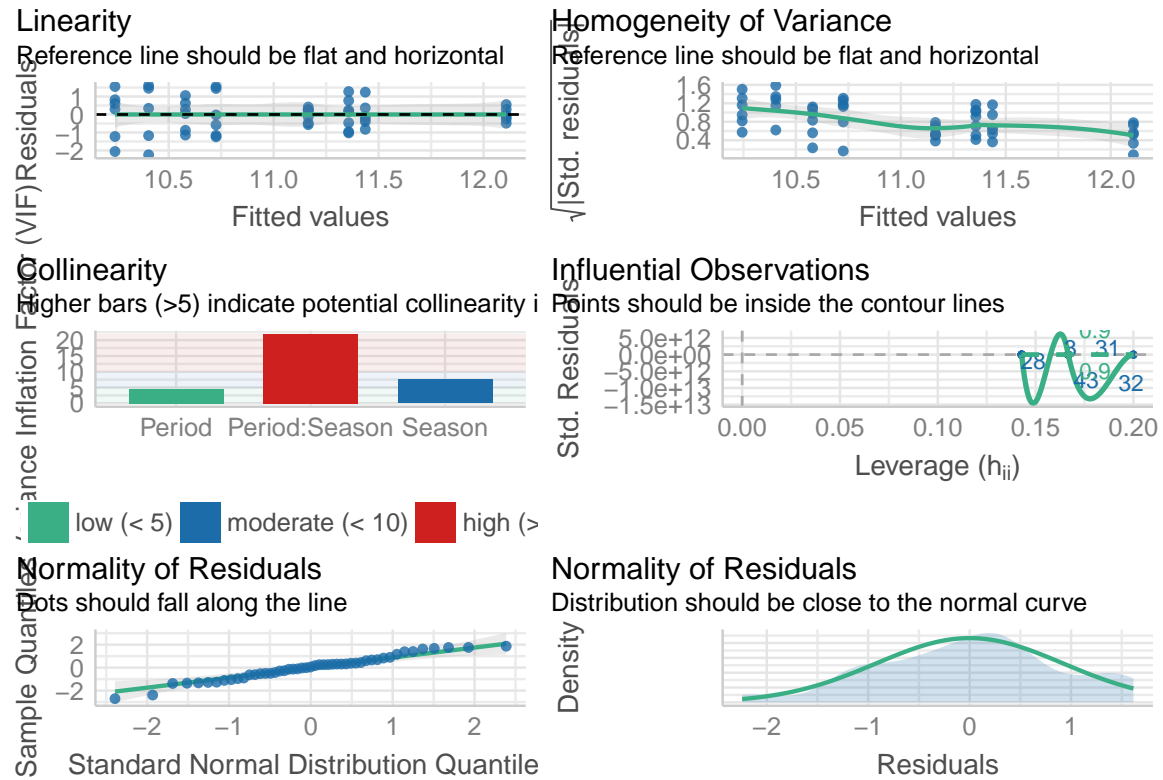 Linearity
Reference line should be flat and horizontal
Residuals
1
0
−1
−2
10.5 11.0 11.5 12.0
Fitted values
Homogeneity of Variance
Reference line should be flat and horizontal
√|Std. residuals|
1.6
1.2
0.8
0.4
10.5 11.0 11.5 12.0
Fitted values
Collinearity
Higher bars (>5) indicate potential collinearity i
Inflation Factor (VIF)
20
15
10
5
0
Period Period:Season Season
low (< 5) moderate (< 10) high (>
Influential Observations
Points should be inside the contour lines
Std. Residuals
5.0e+12
0.00e+00
−5.0e+12
−1.0e+13
−1.5e+13
0.9
28 3 31
0.9
43 32
0.00 0.05 0.10 0.15 0.20
Leverage (hii)
Normality of Residuals
Dots should fall along the line
Sample Quantiles
2
0
−2
−2 −1 0 1 2
Standard Normal Distribution Quantile
Normality of Residuals
Distribution should be close to the normal curve
Density
−2 −1 0 1
Residuals